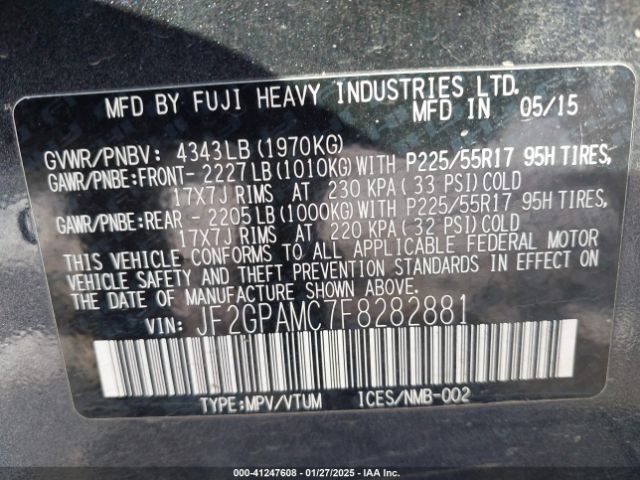 MFD BY FUJI HEAVY INDUSTRIES LTD.
MFD IN 05/15
GVWR/PNBV: 4343LB (1970KG)
GAWR/PNBE:FRONT- 2227 LB (1010KG) WITH P225/55R17 95H TIRES,
17X7J RIMS AT 230 KPA ( 33 PSI) COLD
GAWR/PNBE:REAR - 2205 LB (1000KG) WITH P225/55R17 95H TIRES,
17X7J RIMS AT 220 KPA ( 32 PSI) COLD
THIS VEHICLE CONFORMS TO ALL APPLICABLE FEDERAL MOTOR
VEHICLE SAFETY AND THEFT PREVENTION STANDARDS IN EFFECT ON
THE DATE OF MANUFACTURE SHOWN ABOVE.
VIN: JF2GPAMC7F8282881
TYPE:MPV/VTUM ICES/NMB-002
000-41247608 - 01/27/2025 - IAA Inc.